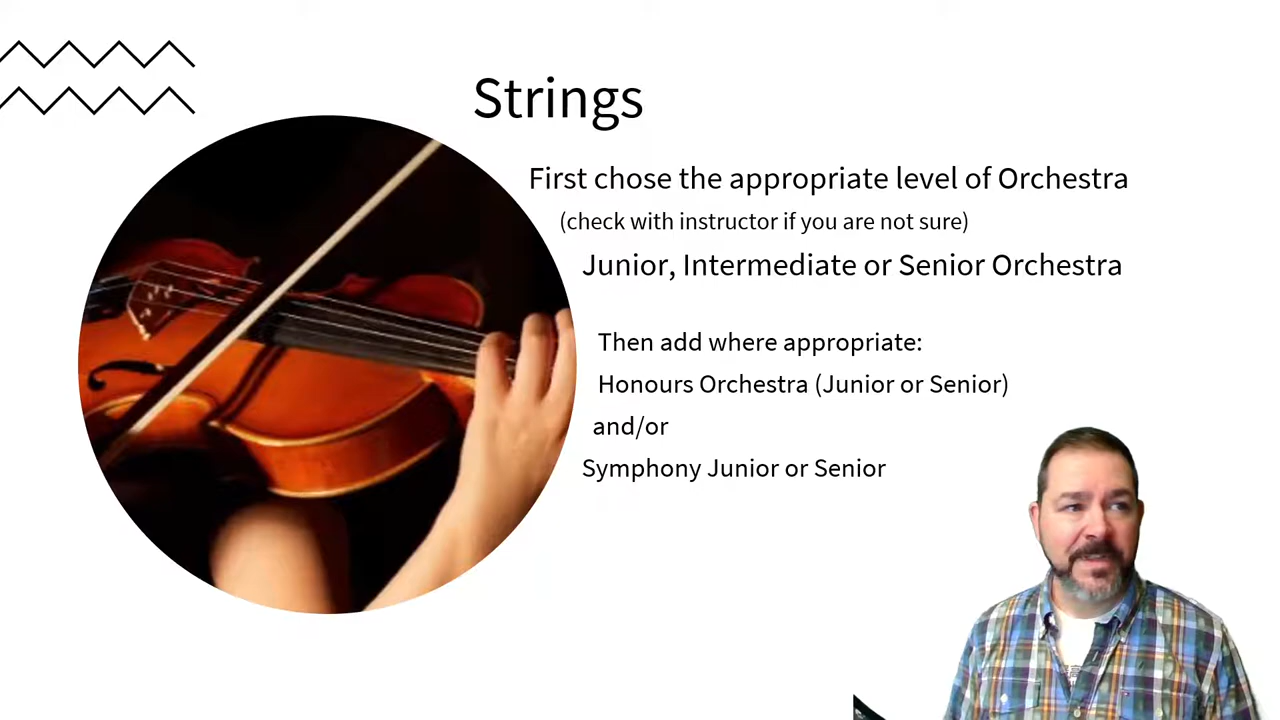 Strings
First chose the appropriate level of Orchestra
(check with instructor if you are not sure)
Junior, Intermediate or Senior Orchestra
Then add where appropriate:
Honours Orchestra (Junior or Senior)
and/or
Symphony Junior or Senior